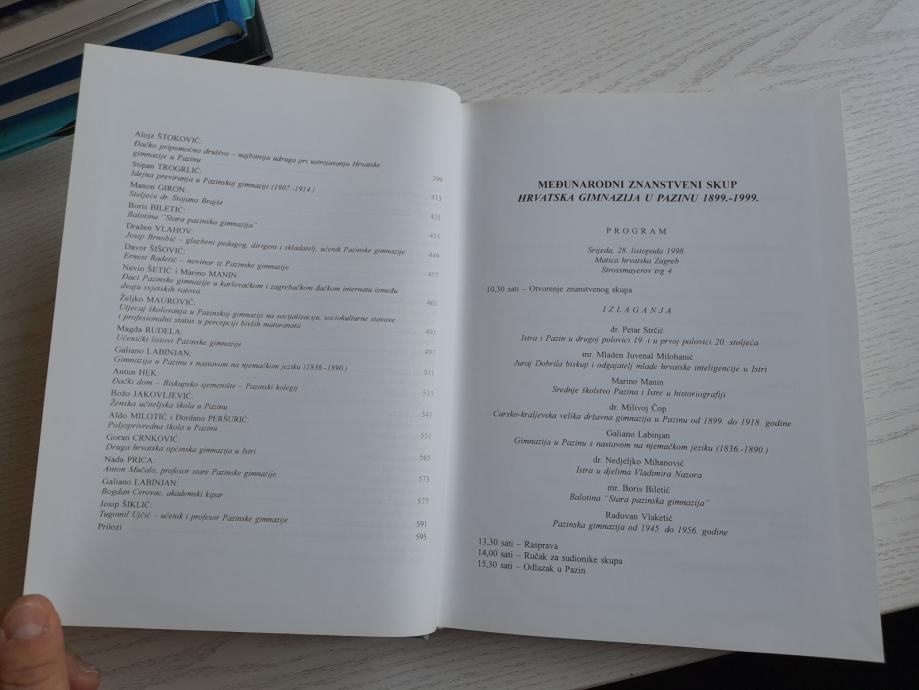 Alojz ŠTOKOVIĆ:
Đačko pripomoćno društvo – najbitnija udruga pri ustrojavanju Hrvatske
gimnazije u Pazinu 399
Stipan TROGRLIĆ:
Idejna previranja u Pazinskoj gimnaziji (1907.-1914.) 413
Manon GIRON:
Stoljeće dr. Stojana Brajše 421
Boris BILETIĆ:
Balotina "Stara pazinska gimnazija" 435
Dražen VLAHOV:
Josip Brnobić – glazbeni pedagog, dirigent i skladatelj, učenik Pazinske gimnazije 449
Davor ŠIŠOVIĆ:
Ernest Radetić – novinar iz Pazinske gimnazije 457
Nevio ŠETIĆ i Marino MANIN:
Đaci Pazinske gimnazije u karlovačkom i zagrebačkom đačkom internatu između
dvaju svjetskih ratova 465
Željko MAUROVIĆ:
Utjecaj školovanja u Pazinskoj gimnaziji na socijalizaciju, sociokulturne stavove
i profesionalni status u percepciji bivših maturanata 491
Magda RUDELA:
Učenički listovi Pazinske gimnazije 497
Galiano LABINJAN:
Gimnazija u Pazinu s nastavom na njemačkom jeziku (1836-1890.) 511
Antun HEK:
Đački dom – Biskupsko sjemenište – Pazinski kolegij 533
Božo JAKOVLJEVIĆ:
Ženska učiteljska škola u Pazinu 541
Aldo MILOTIĆ i Đordano PERŠURIĆ:
Poljoprivredna škola u Pazinu 551
Goran CRNKOVIĆ:
Druga hrvatska općinska gimnazija u Istri 565
Nada PRICA:
Anton Mučalo, profesor stare Pazinske gimnazije 573
Galiano LABINJAN:
Bogdan Cerovac, akademski kipar 577
Josip ŠIKLIĆ:
Tugomil Ujčić – učenik i profesor Pazinske gimnazije 591
Prilozi 595
MEĐUNARODNI ZNANSTVENI SKUP
HRVATSKA GIMNAZIJA U PAZINU 1899.-1999.
PROGRAM
Srijeda, 28. listopada 1998.
Matica hrvatska Zagreb
Strossmayerov trg 4
10,30 sati – Otvorenje znanstvenog skupa
IZLAGANJA
dr. Petar Strčić
Istra i Pazin u drugoj polovici 19. i u prvoj polovici 20. stoljeća
mr. Mladen Juvenal Milohanić
Juraj Dobrila biskup i odgajatelj mlade hrvatske inteligencije u Istri
Marino Manin
Srednje školstvo Pazina i Istre u historiografiji
dr. Milivoj Čop
Carsko-kraljevska velika državna gimnazija u Pazinu od 1899. do 1918. godine
Galiano Labinjan
Gimnazija u Pazinu s nastavom na njemačkom jeziku (1836-1890.)
dr. Nedjeljko Mihanović
Istra u djelima Vladimira Nazora
mr. Boris Biletić
Balotina "Stara pazinska gimnazija"
Radovan Vlaketić
Pazinska gimnazija od 1945. do 1956. godine
13,30 sati – Rasprava
14,00 sati – Ručak za sudionike skupa
15,30 sati – Odlazak u Pazin